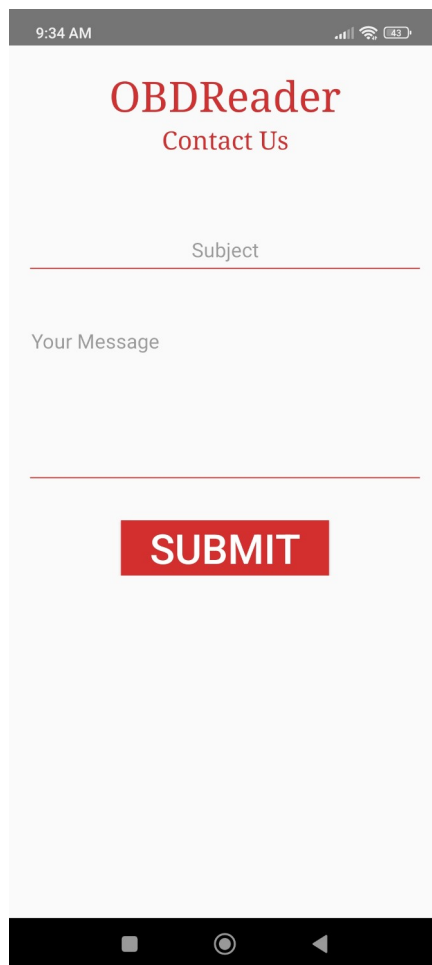 9:34 AM
43
OBDReader
Contact Us
Subject
Your Message
SUBMIT